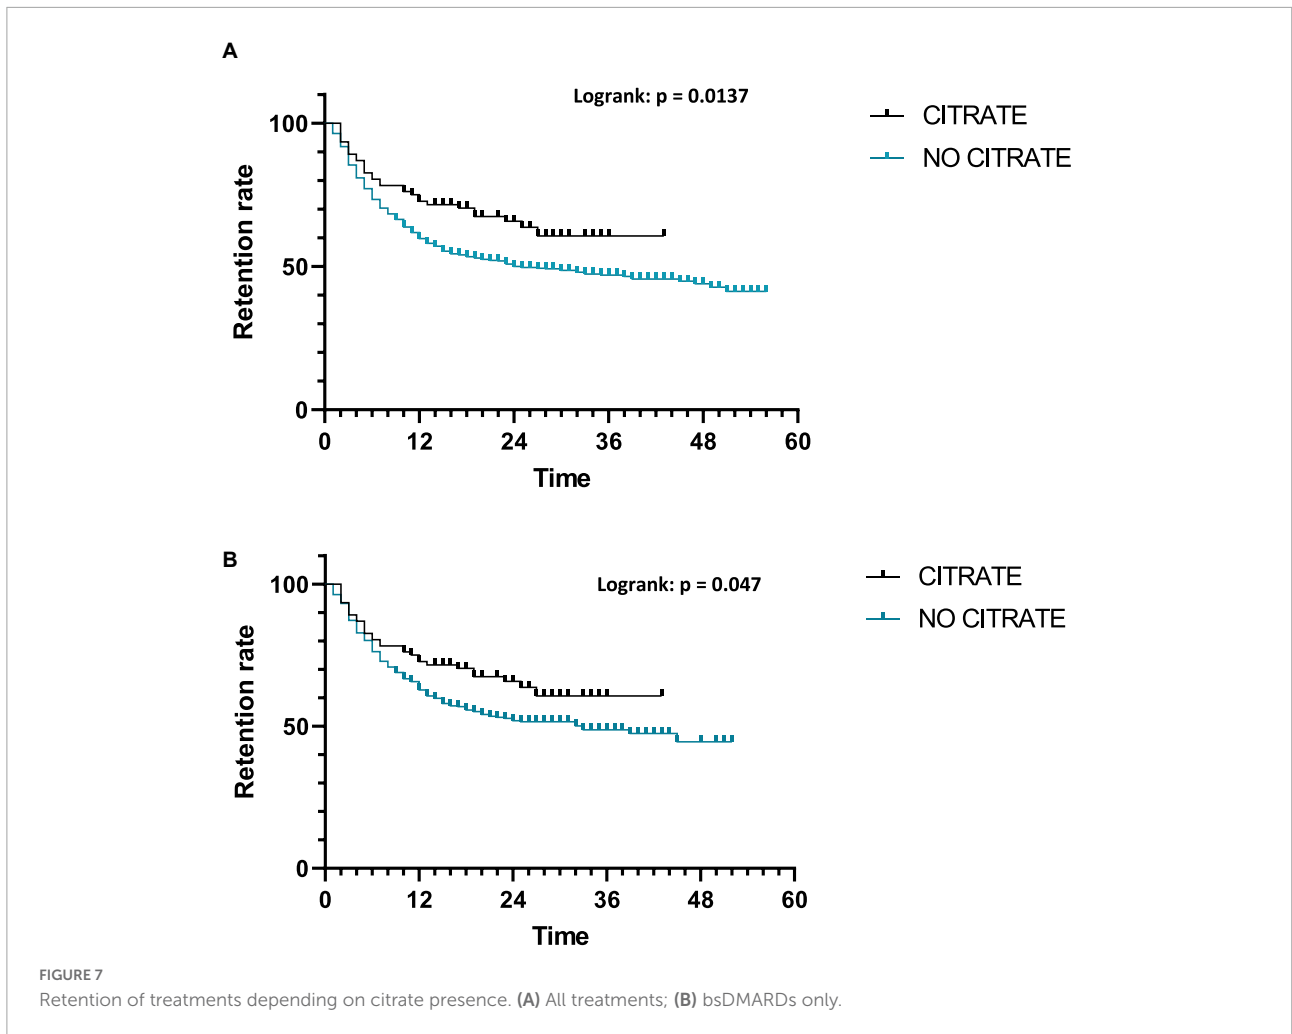 A
Logrank: p = 0.0137
CITRATE
NO CITRATE
Retention rate
100
50
0
0 12 24 36 48 60
Time
B
Logrank: p = 0.047
CITRATE
NO CITRATE
Retention rate
100
50
0
0 12 24 36 48 60
Time
FIGURE 7
Retention of treatments depending on citrate presence. (A) All treatments; (B) bsDMARDs only.